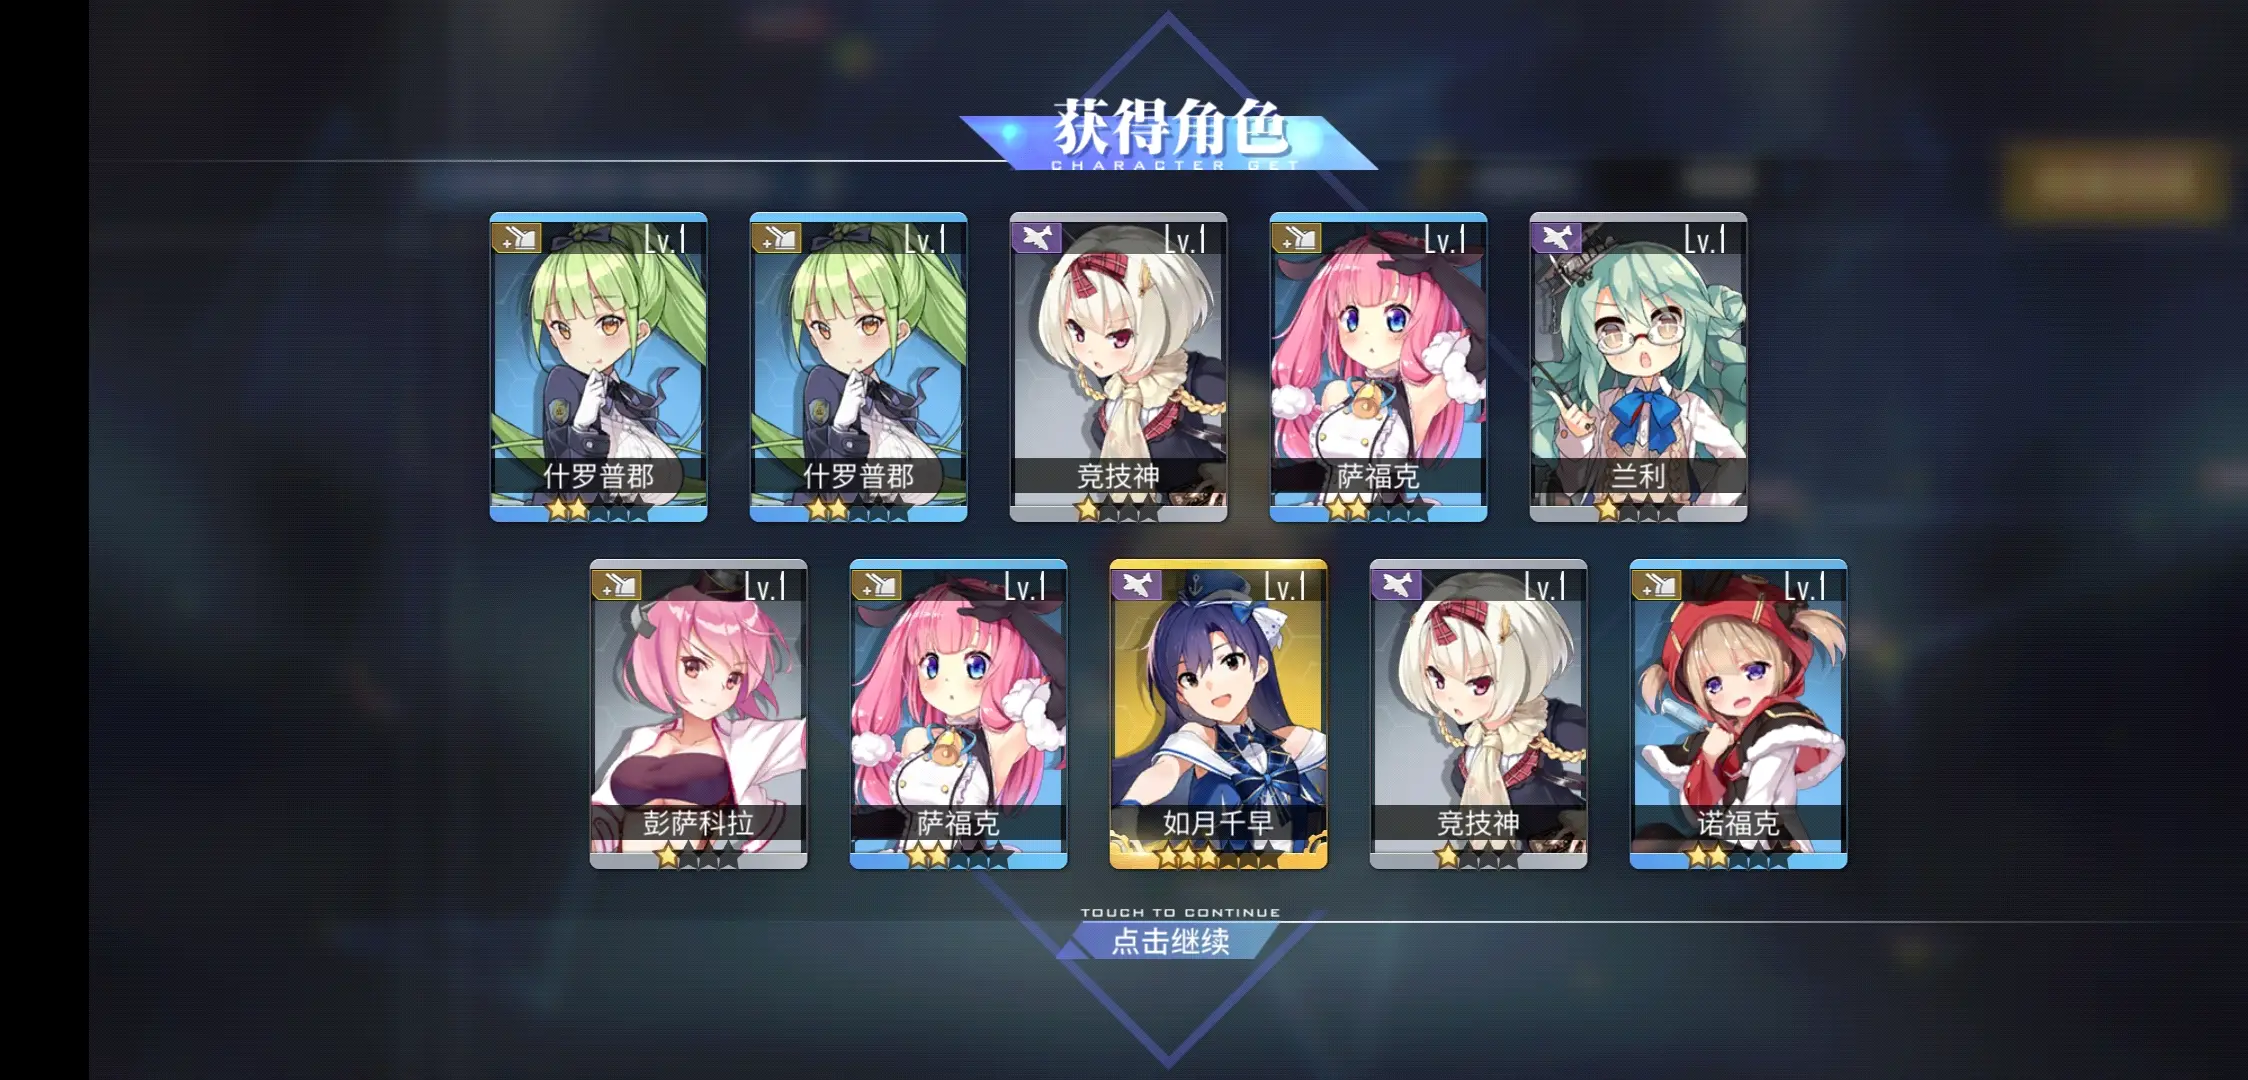 获得角色
CHARACTER GET
Lv.1
什罗普郡
Lv.1
什罗普郡
Lv.1
竞技神
Lv.1
萨福克
Lv.1
兰利
Lv.1
彭萨科拉
Lv.1
萨福克
Lv.1
如月千早
Lv.1
竞技神
Lv.1
诺福克
TOUCH TO CONTINUE
点击继续